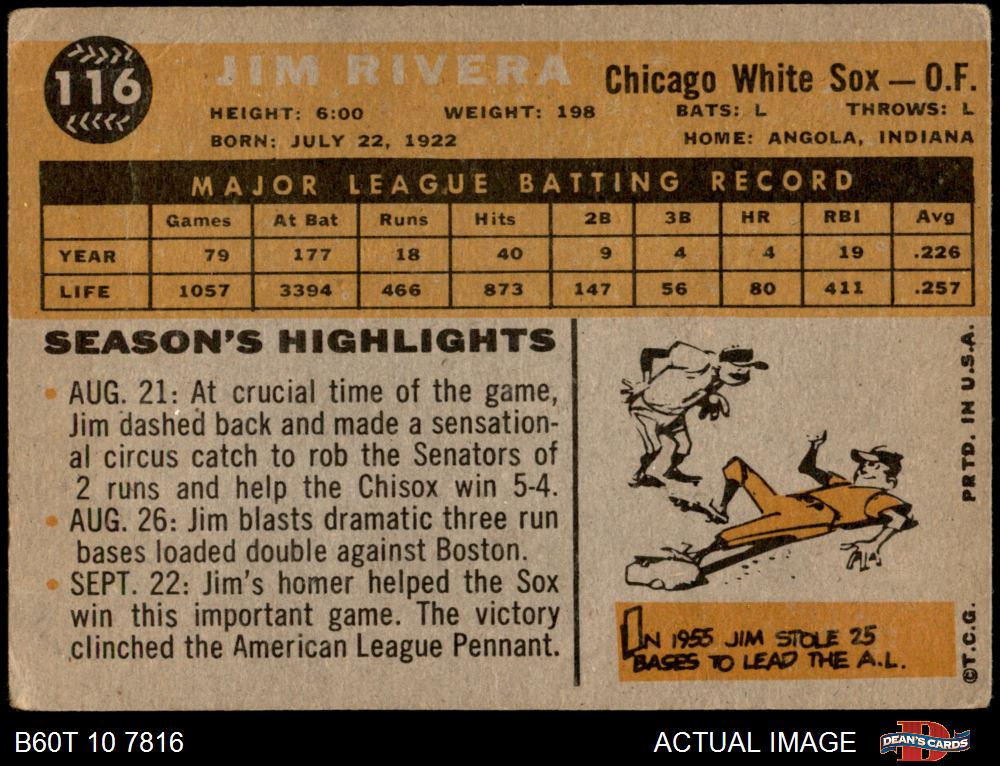 116
JIM RIVERA
Chicago White Sox — O.F.
HEIGHT: 6:00 WEIGHT: 198 BATS: L THROWS: L
BORN: JULY 22, 1922 HOME: ANGOLA, INDIANA
MAJOR LEAGUE BATTING RECORD
Games At Bat Runs Hits 2B 3B HR RBI Avg
YEAR 79 177 18 40 9 4 4 19 .226
LIFE 1057 3394 466 873 147 56 80 411 .257
SEASON'S HIGHLIGHTS
• AUG. 21: At crucial time of the game,
Jim dashed back and made a sensation-
al circus catch to rob the Senators of
2 runs and help the Chisox win 5-4.
• AUG. 26: Jim blasts dramatic three run
bases loaded double against Boston.
• SEPT. 22: Jim's homer helped the Sox
win this important game. The victory
clinched the American League Pennant.
IN 1955 JIM STOLE 25
BASES TO LEAD THE A.L.
©T.C.G. PRTD. IN U.S.A.
B60T 10 7816
ACTUAL IMAGE
D
DEAN'S CARDS